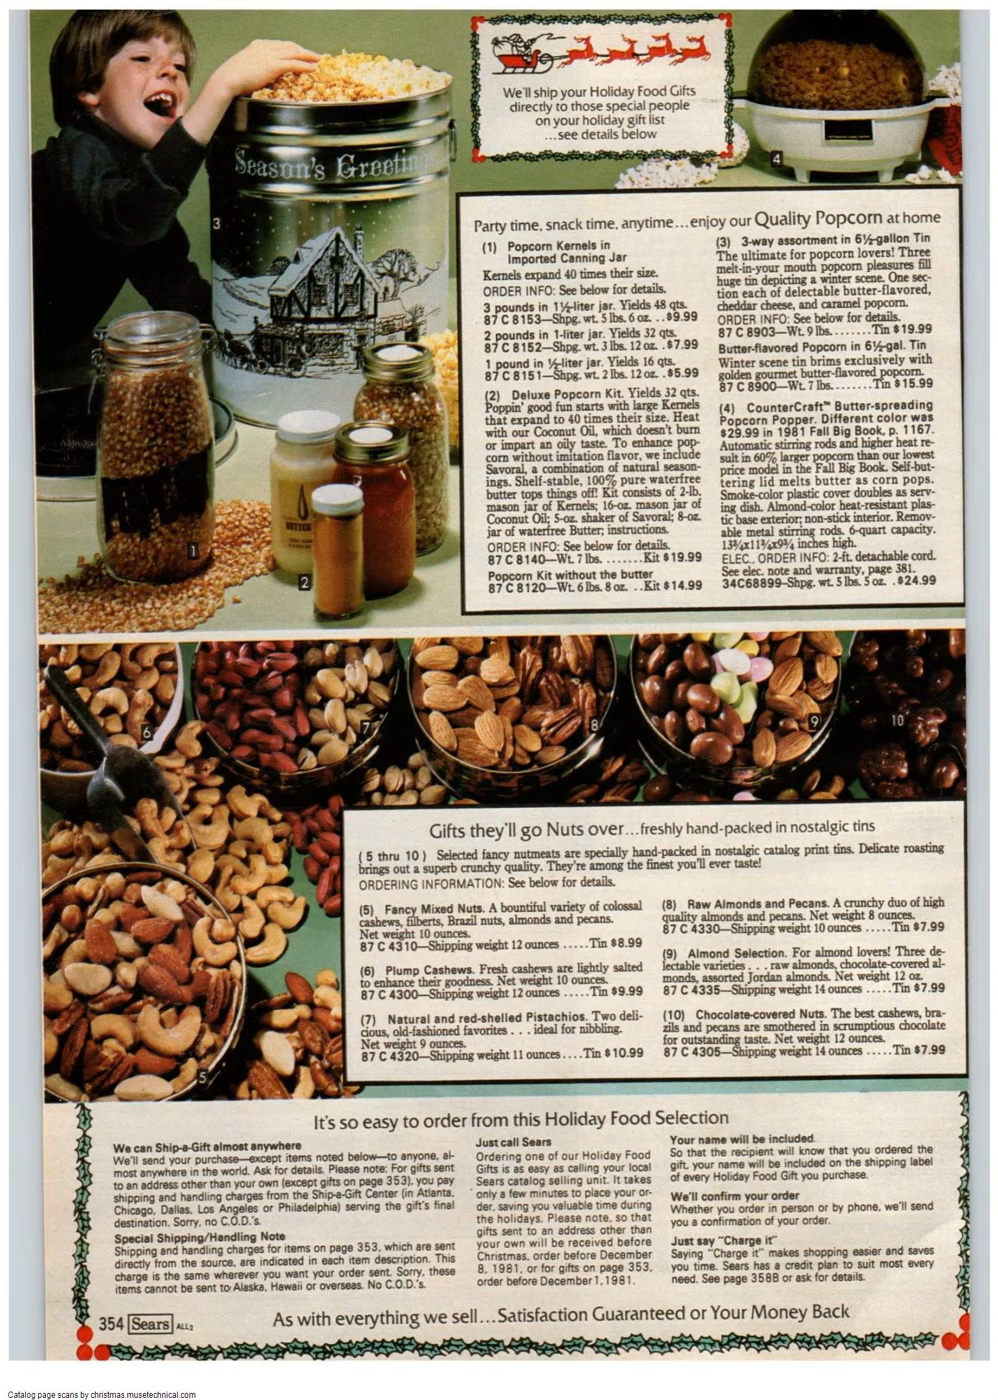 We'll ship your Holiday Food Gifts
directly to those special people
on your holiday gift list
...see details below
Season's Greetin
3
4
1
2
Party time, snack time, anytime...enjoy our Quality Popcorn at home
(1) Popcorn Kernels in
Imported Canning Jar
Kernels expand 40 times their size.
ORDER INFO: See below for details.
3 pounds in 1½-liter jar. Yields 48 qts.
87 C 8153—Shpg. wt. 5 lbs. 6 oz. . .$9.99
2 pounds in 1-liter jar. Yields 32 qts.
87 C 8152—Shpg. wt. 3 lbs. 12 oz. .$7.99
1 pound in ½-liter jar. Yields 16 qts.
87 C 8151—Shpg. wt. 2 lbs. 12 oz. .$5.99
(2) Deluxe Popcorn Kit. Yields 32 qts.
Poppin' good fun starts with large Kernels
that expand to 40 times their size. Heat
with our Coconut Oil, which doesn't burn
or impart an oily taste. To enhance pop-
corn without imitation flavor, we include
Savoral, a combination of natural season-
ings. Shelf-stable, 100% pure waterfree
butter tops things off! Kit consists of 2-lb.
mason jar of Kernels; 16-oz. mason jar of
Coconut Oil; 5-oz. shaker of Savoral; 8-oz.
jar of waterfree Butter; instructions.
ORDER INFO: See below for details.
87 C 8140—Wt. 7 lbs. .......Kit $19.99
Popcorn Kit without the butter
87 C 8120—Wt. 6 lbs. 8 oz. . .Kit $14.99
(3) 3-way assortment in 6½-gallon Tin
The ultimate for popcorn lovers! Three
melt-in-your mouth popcorn pleasures fill
huge tin depicting a winter scene. One sec-
tion each of delectable butter-flavored,
cheddar cheese, and caramel popcorn.
ORDER INFO: See below for details.
87 C 8903—Wt. 9 lbs.........Tin $19.99
Butter-flavored Popcorn in 6½-gal. Tin
Winter scene tin brims exclusively with
golden gourmet butter-flavored popcorn.
87 C 8900—Wt. 7 lbs.........Tin $15.99
(4) CounterCraft™ Butter-spreading
Popcorn Popper. Different color was
$29.99 in 1981 Fall Big Book, p. 1167.
Automatic stirring rods and higher heat re-
sult in 60% larger popcorn than our lowest
price model in the Fall Big Book. Self-but-
tering lid melts butter as corn pops.
Smoke-color plastic cover doubles as serv-
ing dish. Almond-color heat-resistant plas-
tic base exterior; non-stick interior. Remov-
able metal stirring rods. 6-quart capacity.
13¾x11¾x9¾ inches high.
ELEC. ORDER INFO: 2-ft. detachable cord.
See elec. note and warranty, page 381.
34C68899-Shpg. wt. 5 lbs. 5 oz. .$24.99
BUTTER
6
7
8
9
10
5
Gifts they'll go Nuts over...freshly hand-packed in nostalgic tins
(5 thru 10) Selected fancy nutmeats are specially hand-packed in nostalgic catalog print tins. Delicate roasting
brings out a superb crunchy quality. They're among the finest you'll ever taste!
ORDERING INFORMATION: See below for details.
(5) Fancy Mixed Nuts. A bountiful variety of colossal
cashews, filberts, Brazil nuts, almonds and pecans.
Net weight 10 ounces.
87 C 4310—Shipping weight 12 ounces .....Tin $8.99
(6) Plump Cashews. Fresh cashews are lightly salted
to enhance their goodness. Net weight 10 ounces.
87 C 4300—Shipping weight 12 ounces .....Tin $9.99
(7) Natural and red-shelled Pistachios. Two deli-
cious, old-fashioned favorites . . . ideal for nibbling.
Net weight 9 ounces.
87 C 4320—Shipping weight 11 ounces....Tin $10.99
(8) Raw Almonds and Pecans. A crunchy duo of high
quality almonds and pecans. Net weight 8 ounces.
87 C 4330—Shipping weight 10 ounces .....Tin $7.99
(9) Almond Selection. For almond lovers! Three de-
lectable varieties . . . raw almonds, chocolate-covered al-
monds, assorted Jordan almonds. Net weight 12 oz.
87 C 4335—Shipping weight 14 ounces .....Tin $7.99
(10) Chocolate-covered Nuts. The best cashews, bra-
zils and pecans are smothered in scrumptious chocolate
for outstanding taste. Net weight 12 ounces.
87 C 4305—Shipping weight 14 ounces .....Tin $7.99
It's so easy to order from this Holiday Food Selection
We can Ship-a-Gift almost anywhere
We'll send your purchase—except items noted below—to anyone, al-
most anywhere in the world. Ask for details. Please note: For gifts sent
to an address other than your own (except gifts on page 353), you pay
shipping and handling charges from the Ship-a-Gift Center (in Atlanta,
Chicago, Dallas, Los Angeles or Philadelphia) serving the gift's final
destination. Sorry, no C.O.D.'s.
Special Shipping/Handling Note
Shipping and handling charges for items on page 353, which are sent
directly from the source, are indicated in each item description. This
charge is the same wherever you want your order sent. Sorry, these
items cannot be sent to Alaska, Hawaii or overseas. No C.O.D.'s.
Just call Sears
Ordering one of our Holiday Food
Gifts is as easy as calling your local
Sears catalog selling unit. It takes
only a few minutes to place your or-
der, saving you valuable time during
the holidays. Please note, so that
gifts sent to an address other than
your own will be received before
Christmas, order before December
8, 1981, or for gifts on page 353,
order before December 1, 1981.
Your name will be included
So that the recipient will know that you ordered the
gift, your name will be included on the shipping label
of every Holiday Food Gift you purchase.
We'll confirm your order
Whether you order in person or by phone, we'll send
you a confirmation of your order.
Just say "Charge it"
Saying "Charge it" makes shopping easier and saves
you time. Sears has a credit plan to suit most every
need. See page 358B or ask for details.
354 Sears ALL₂
As with everything we sell...Satisfaction Guaranteed or Your Money Back
Catalog page scans by christmas.musetechnical.com